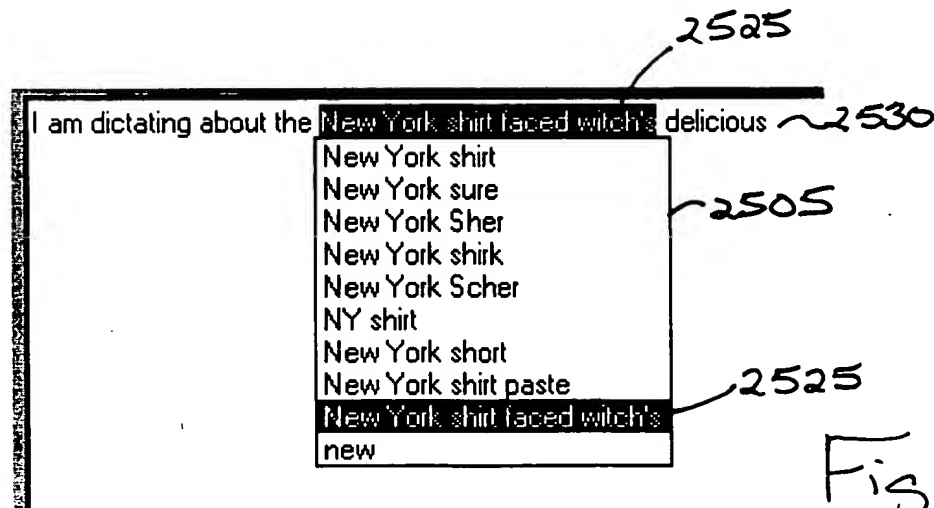 2525
I am dictating about the New York shirt faced witch's delicious 2530
New York shirt
New York sure
2505
New York Sher
New York shirk
New York Scher
NY shirt
New York short
New York shirt paste
2525
New York shirt faced witch's
new
Fig